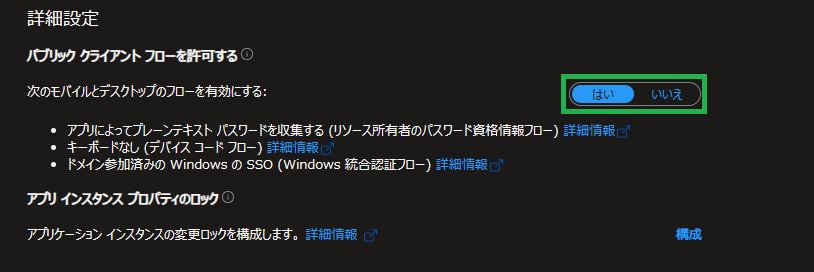 詳細設定
パブリック クライアント フローを許可する
次のモバイルとデスクトップのフローを有効にする:
はい いいえ
アプリによってプレーンテキスト パスワードを収集する (リソース所有者のパスワード資格情報フロー) 詳細情報
キーボードなし (デバイス コード フロー) 詳細情報
ドメイン参加済みの Windows の SSO (Windows 統合認証フロー) 詳細情報
アプリ インスタンス プロパティのロック
アプリケーション インスタンスの変更ロックを構成します。 詳細情報
構成